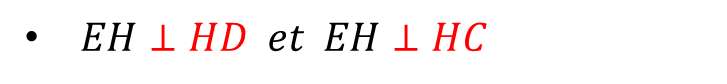 • EH ⊥ HD et EH ⊥ HC